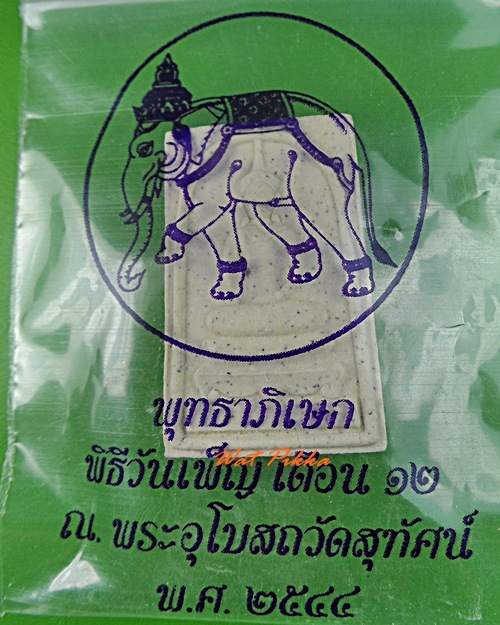 พุทธาภิเษก
Wat Pikka
พิธีวันเพ็ญ เดือน ๑๒
ณ. พระอุโบสถวัดสุทัศน์
พ.ศ. ๒๕๔๔